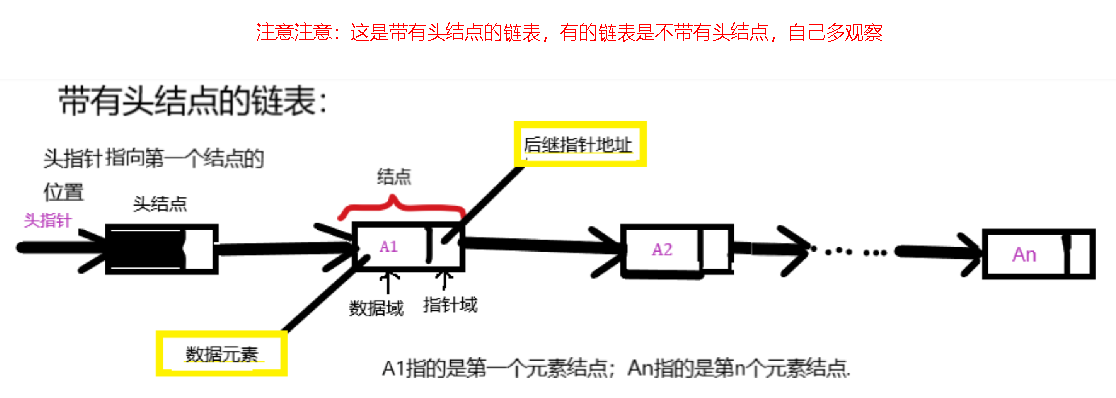 注意注意：这是带有头结点的链表，有的链表是不带有头结点，自己多观察
带有头结点的链表：
后继指针地址
头指针指向第一个结点的
位置
结点
头结点
头指针
A1
A2
An
数据域
指针域
数据元素
A1指的是第一个元素结点；An指的是第n个元素结点.